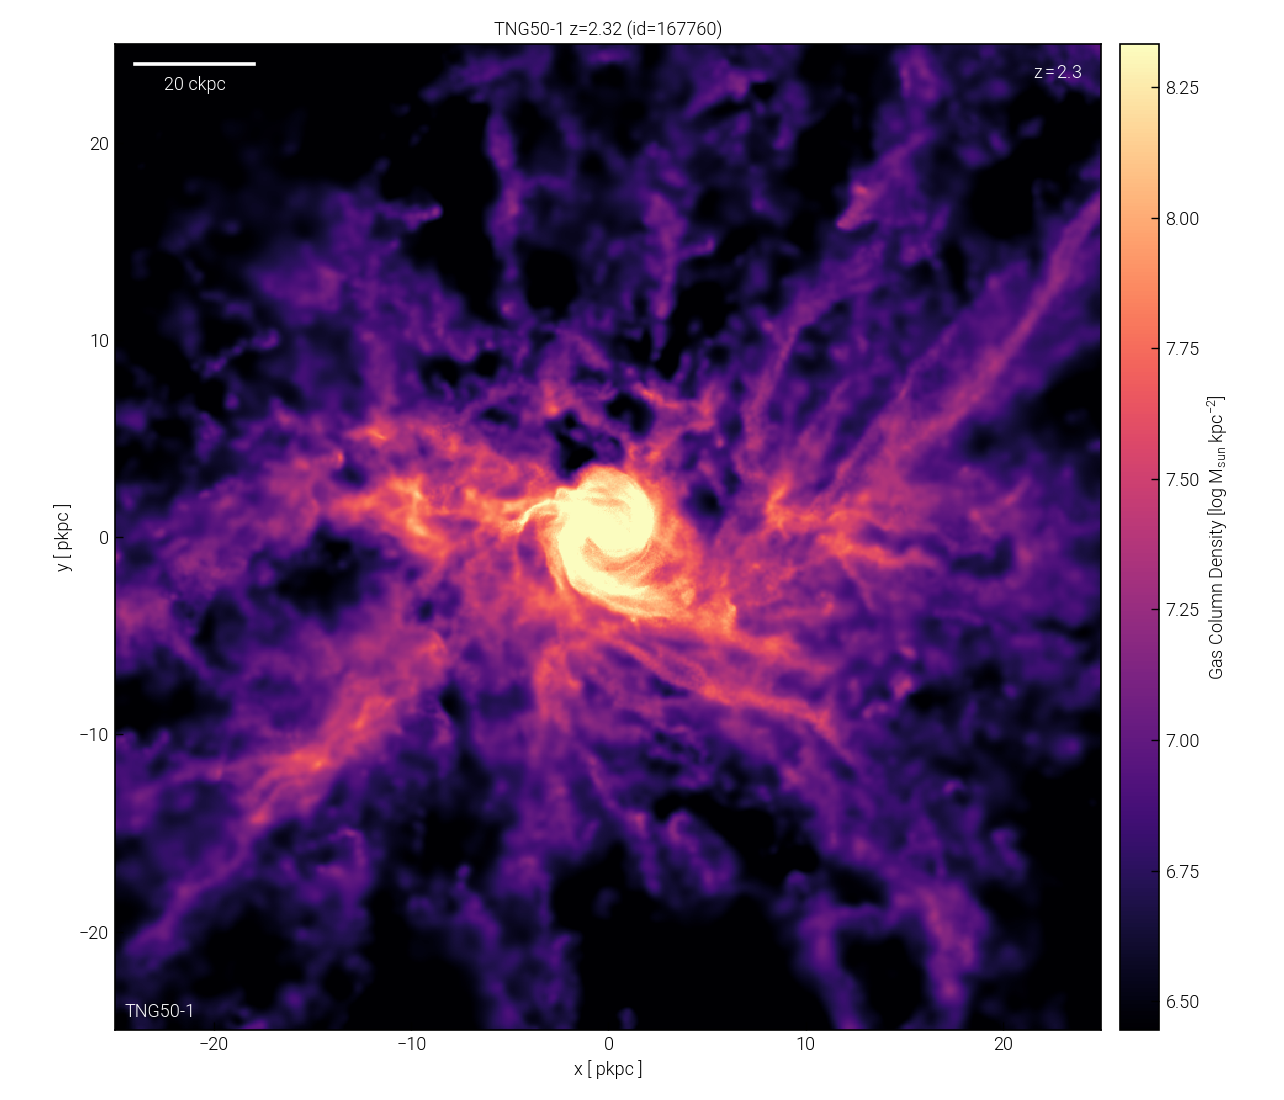 TNG50-1 z=2.32 (id=167760)
20 ckpc
z=2.3
20
10
0
−10
−20
y [ pkpc ]
TNG50-1
−20
−10
0
10
20
x [ pkpc ]
8.25
8.00
7.75
7.50
7.25
7.00
6.75
6.50
Gas Column Density [log M_sun kpc^−2]